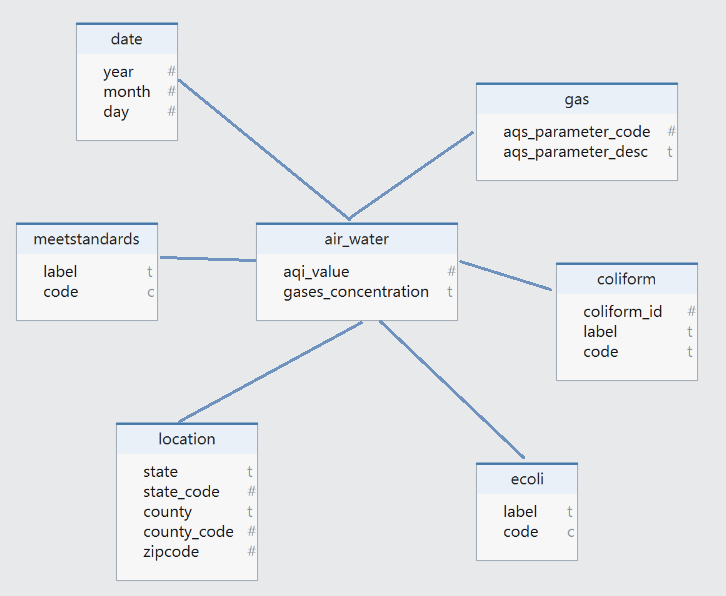 date
year #
month #
day #
gas
aqs_parameter_code #
aqs_parameter_desc t
meetstandards
label t
code c
air_water
aqi_value #
gases_concentration t
coliform
coliform_id #
label t
code t
location
state t
state_code #
county t
county_code #
zipcode #
ecoli
label t
code c